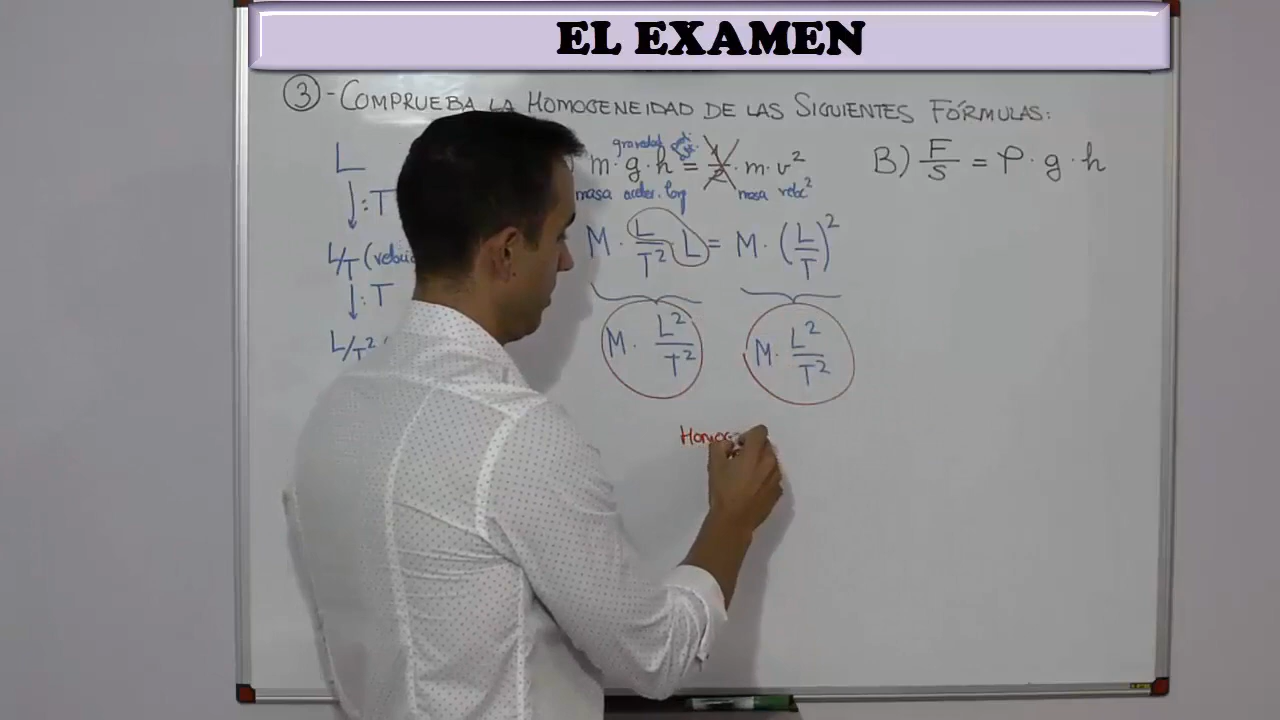 EL EXAMEN
③ - COMPRUEBA LA HOMOGENEIDAD DE LAS SIGUIENTES FÓRMULAS:
L
↓ : T
L/T
↓ : T
L/T²
) m · g · h = 1/2 · m · v²
gravedad
masa aceler. long masa veloc²
M · L/T² · L = M · (L/T)²
M · L²/T² M · L²/T²
B) F/S = ρ · g · h